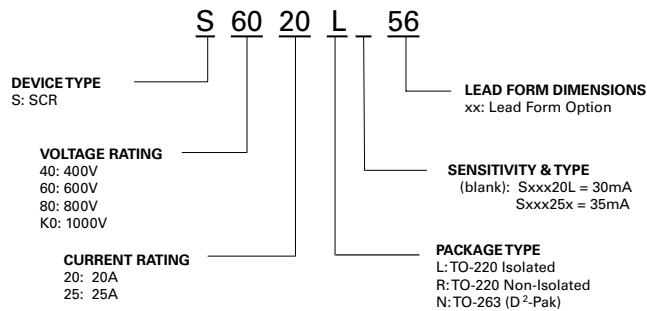 S 60 20 L _ 56
DEVICE TYPE
S: SCR
LEAD FORM DIMENSIONS
xx: Lead Form Option
VOLTAGE RATING
40: 400V
60: 600V
80: 800V
K0: 1000V
SENSITIVITY & TYPE
(blank): Sxxx20L = 30mA
Sxxx25x = 35mA
CURRENT RATING
20: 20A
25: 25A
PACKAGE TYPE
L: TO-220 Isolated
R: TO-220 Non-Isolated
N: TO-263 (D²-Pak)